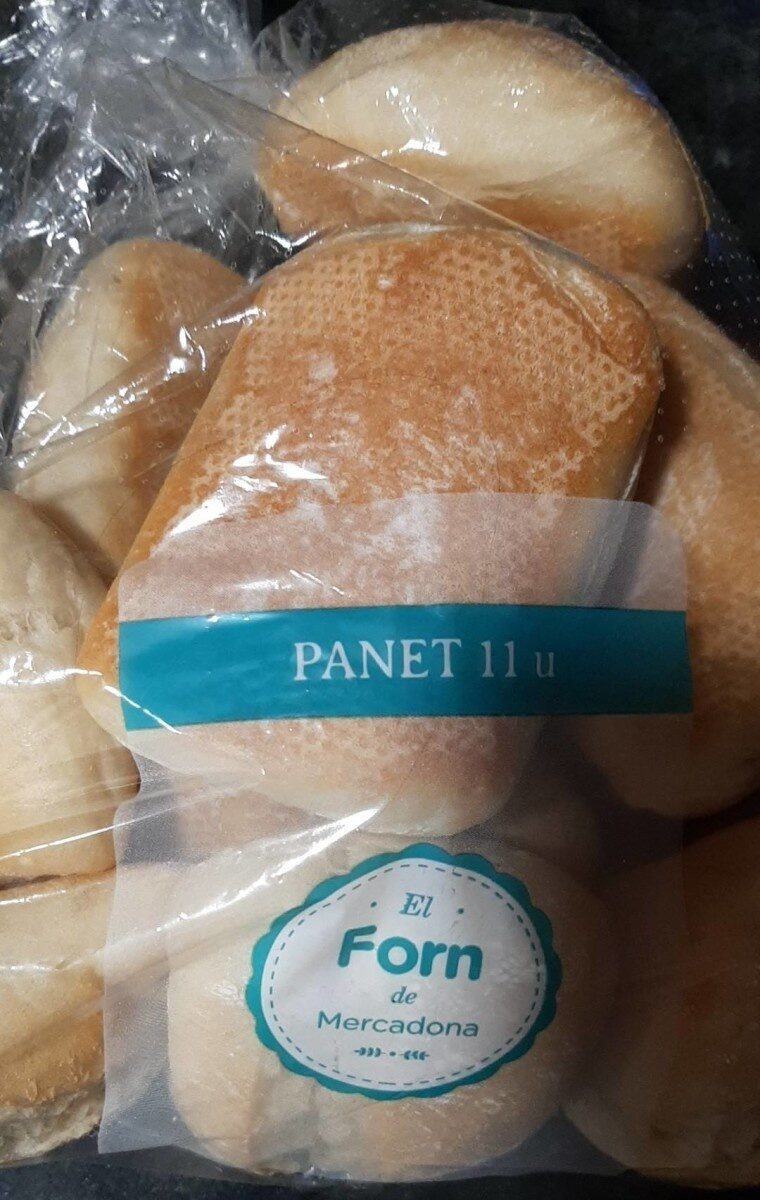 PANET 11 u
El
Forn
de
Mercadona